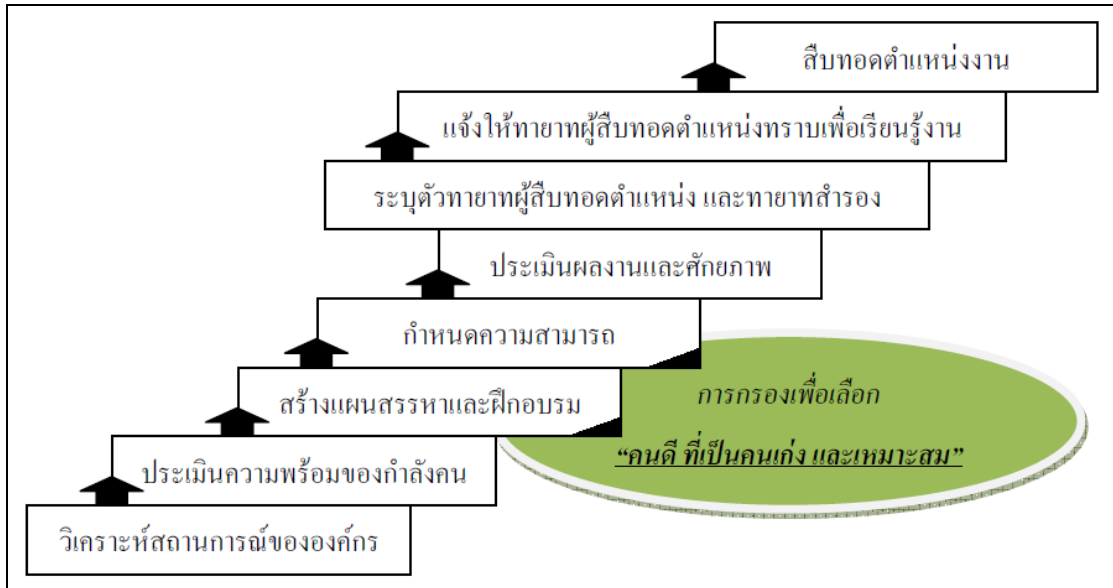 สืบทอดตำแหน่งงาน
แจ้งให้ทายาทผู้สืบทอดตำแหน่งทราบเพื่อเรียนรู้งาน
ระบุตัวทายาทผู้สืบทอดตำแหน่ง และทายาทสำรอง
ประเมินผลงานและศักยภาพ
กำหนดความสามารถ
สร้างแผนสรรหาและฝึกอบรม
ประเมินความพร้อมของกำลังคน
วิเคราะห์สถานการณ์ขององค์กร
การกรองเพื่อเลือก
“คนดี ที่เป็นคนเก่ง และเหมาะสม”